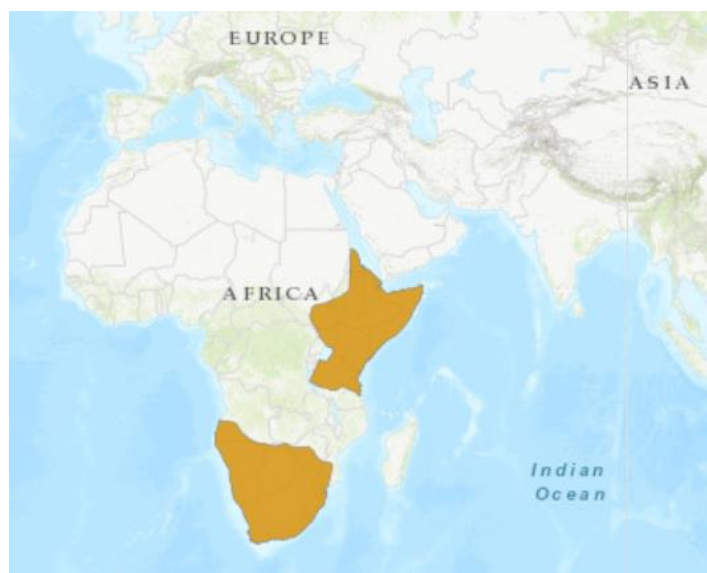 EUROPE
ASIA
AFRICA
Indian
Ocean